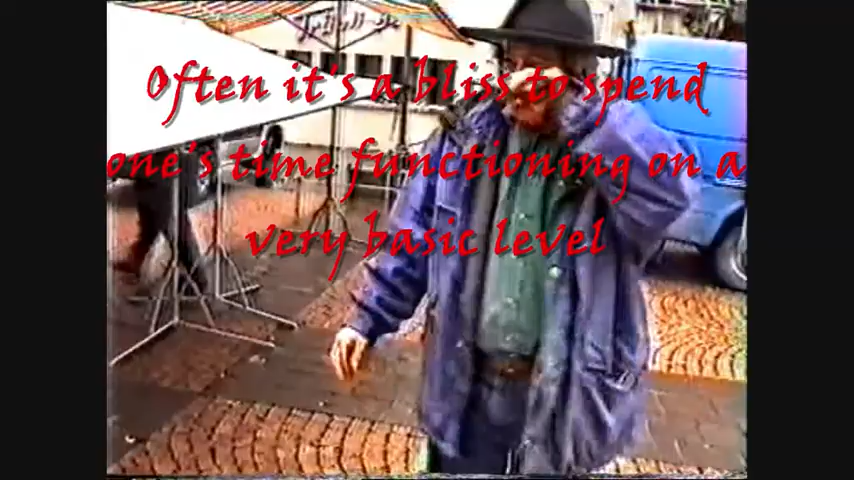 Often it's a bliss to spend
one's time functioning on a
very basic level